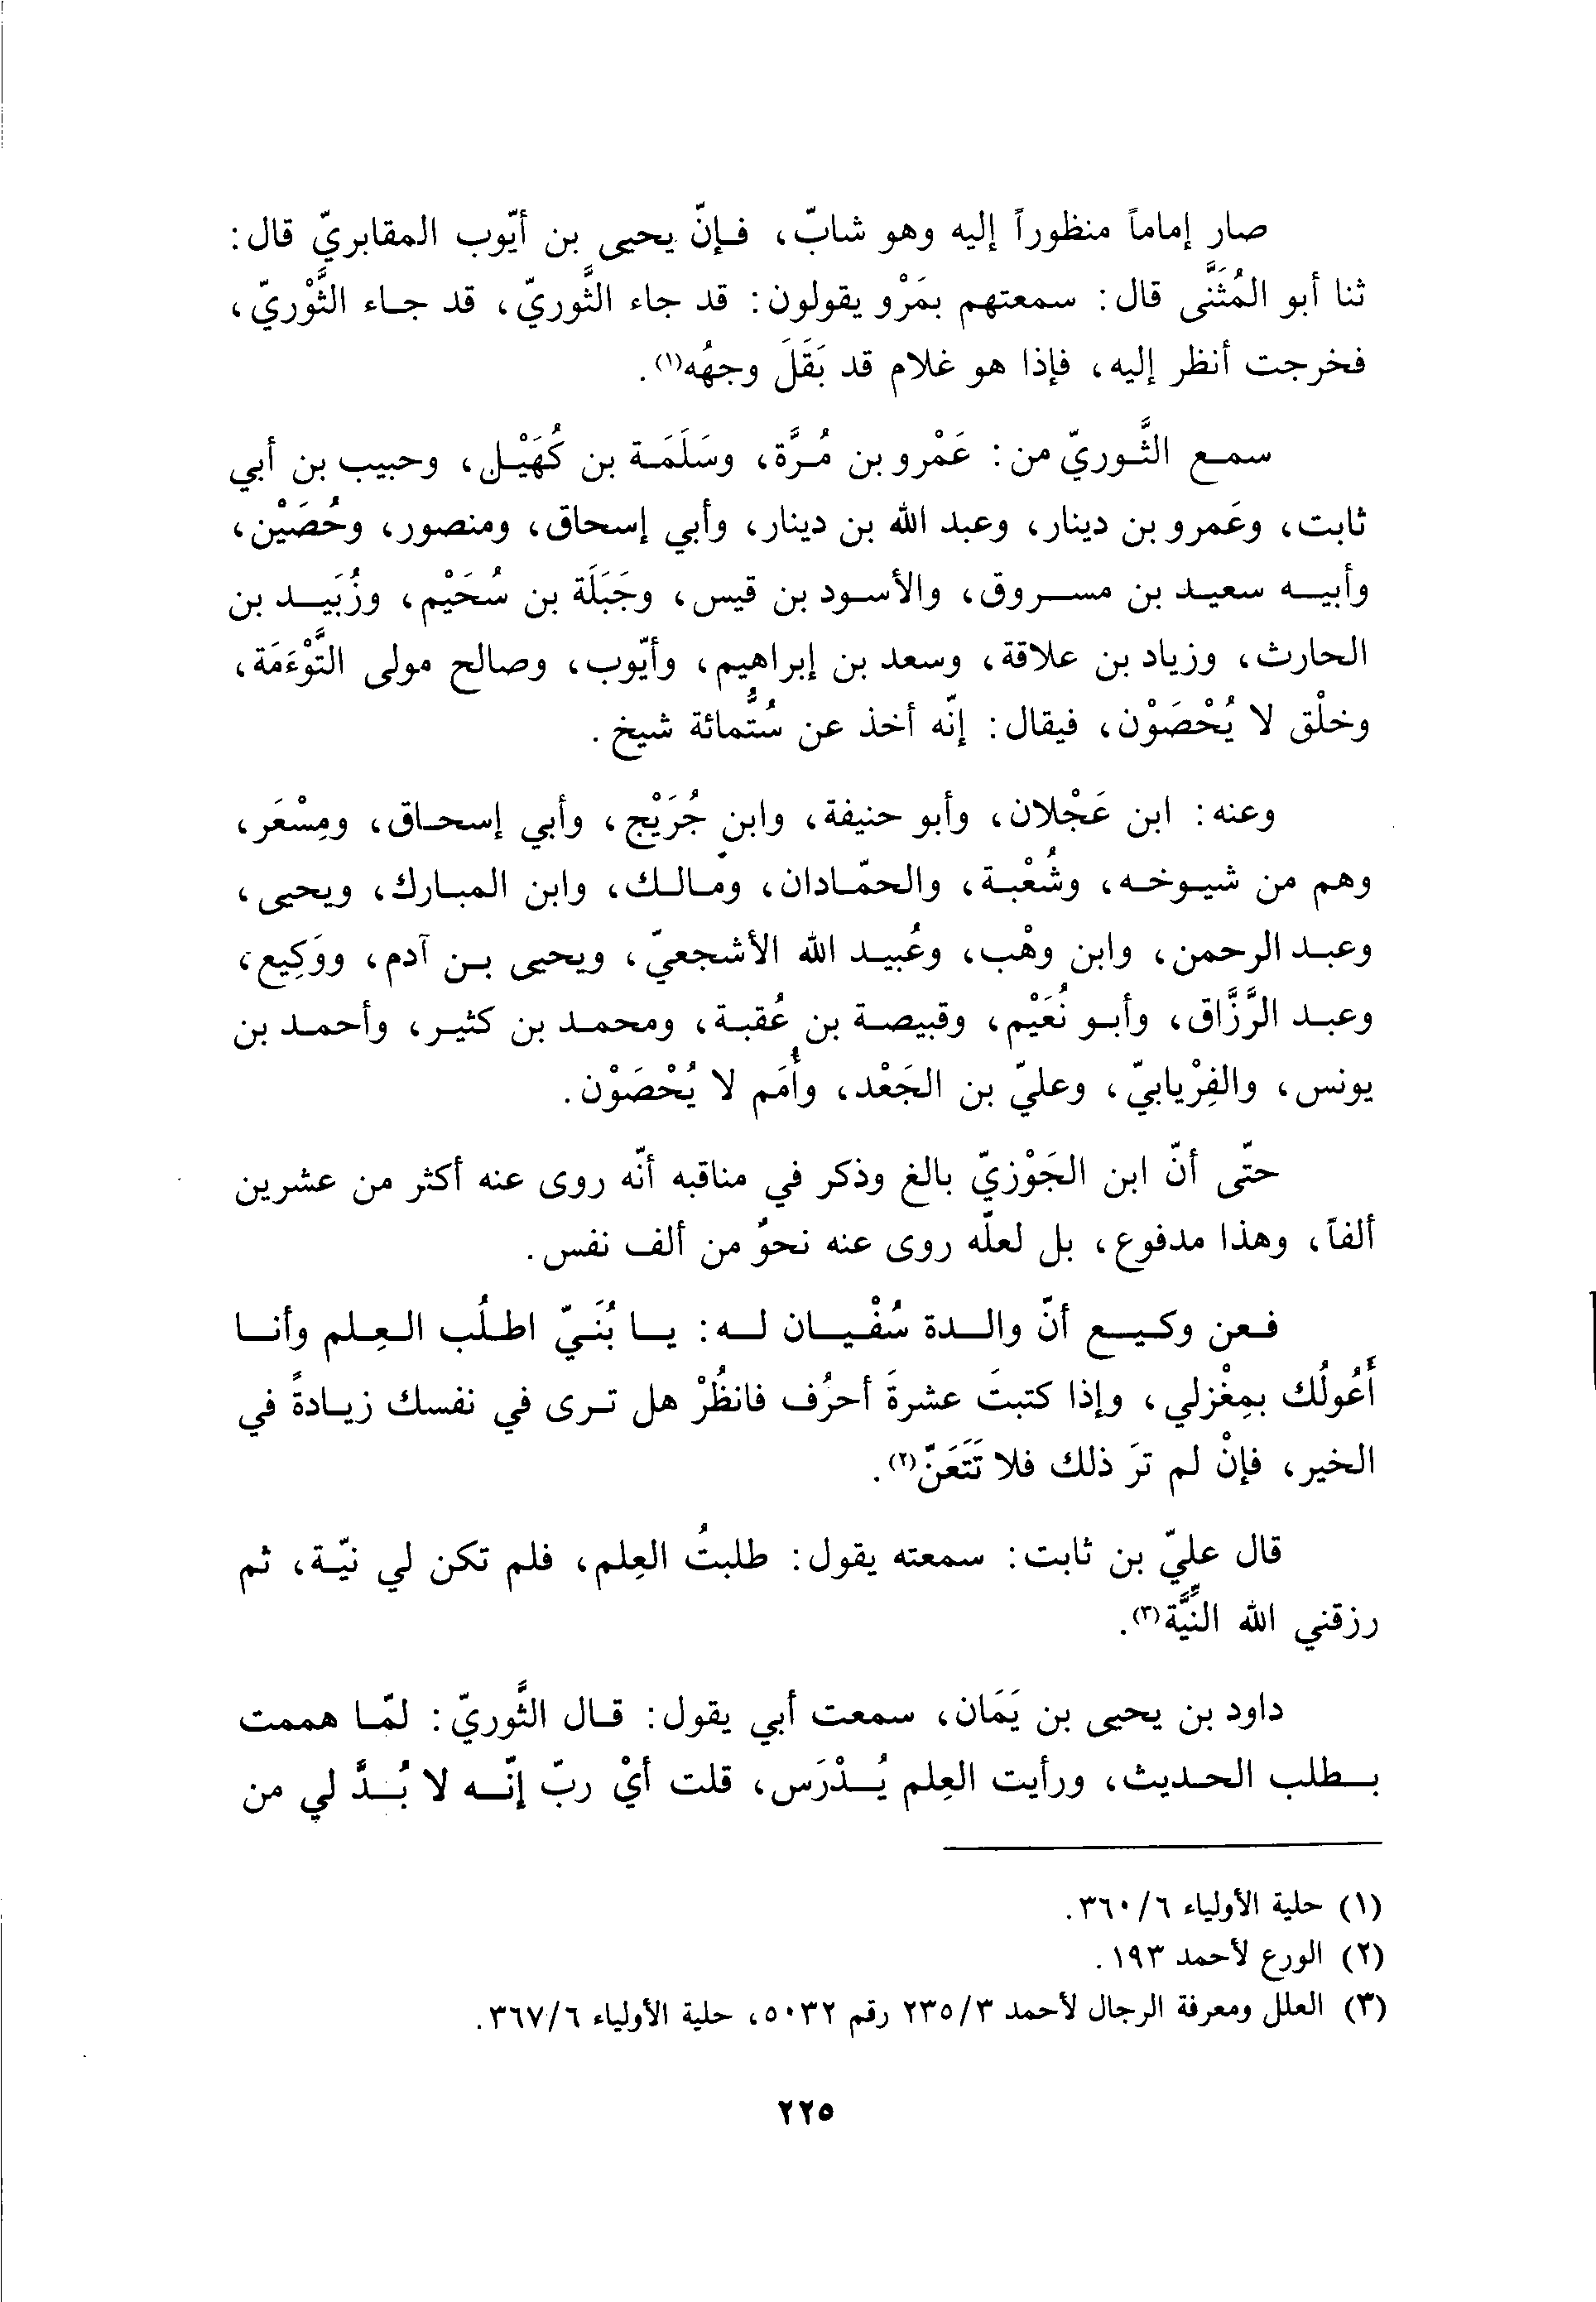 صار إماماً منظوراً إليه وهو شابّ، فإنّ يحيى بن أيّوب المقابريّ قال:
ثنا أبو المُثَنَّى قال: سمعتهم بمَرْو يقولون: قد جاء الثَّوريّ، قد جاء الثَّوْريّ،
فخرجت أنظر إليه، فإذا هو غلام قد بَقَلَ وجهُه(١).
سمع الثَّوريّ من: عَمْرو بن مُرَّة، وسَلَمَة بن كُهَيْل، وحبيب بن أبي
ثابت، وعَمرو بن دينار، وعبد الله بن دينار، وأبي إسحاق، ومنصور، وحُصَيْن،
وأبيه سعيد بن مسروق، والأسود بن قيس، وجَبَلَة بن سُحَيْم، وزُبَيد بن
الحارث، وزياد بن علاقة، وسعد بن إبراهيم، وأيّوب، وصالح مولى التَّوْءَمَة،
وخلْق لا يُحْصَوْن، فيقال: إنّه أخذ عن سُتُّمائة شيخ.
وعنه: ابن عَجْلان، وأبو حنيفة، وابن جُرَيْج، وأبي إسحاق، ومِسْعَر،
وهم من شيوخه، وشُعْبة، والحمّادان، ومالك، وابن المبارك، ويحيى،
وعبد الرحمن، وابن وهْب، وعُبيد الله الأشجعيّ، ويحيى بن آدم، ووَكِيع،
وعبد الرَّزَّاق، وأبو نُعَيْم، وقبيصة بن عُقبة، ومحمد بن كثير، وأحمد بن
يونس، والفِرْيابيّ، وعليّ بن الجَعْد، وأُمَم لا يُحْصَوْن.
حتّى أنّ ابن الجَوْزيّ بالغ وذكر في مناقبه أنّه روى عنه أكثر من عشرين
ألفاً، وهذا مدفوع، بل لعلّه روى عنه نحوٌ من ألف نفس.
فعن وكيع أنّ والدة سُفْيان له: يا بُنَيّ اطلُب العِلم وأنا
أَعُولُك بمِغْزلي، وإذا كتبتَ عشرةَ أحرُف فانظُرْ هل ترى في نفسك زيادةً في
الخير، فإنْ لم ترَ ذلك فلا تَتَعَنّ(٢).
قال عليّ بن ثابت: سمعته يقول: طلبتُ العِلم، فلم تكن لي نيّة، ثم
رزقني الله النِّيَّة(٣).
داود بن يحيى بن يَمَان، سمعت أبي يقول: قال الثَّوريّ: لمّا هممت
بطلب الحديث، ورأيت العِلم يُدْرَس، قلت أيْ ربّ إنّه لا بُدَّ لي من
(١) حلية الأولياء ٣٦٠/٦.
(٢) الورع لأحمد ١٩٣.
(٣) العلل ومعرفة الرجال لأحمد ٢٣٥/٣ رقم ٥٠٣٢، حلية الأولياء ٣٦٧/٦.
٢٢٥